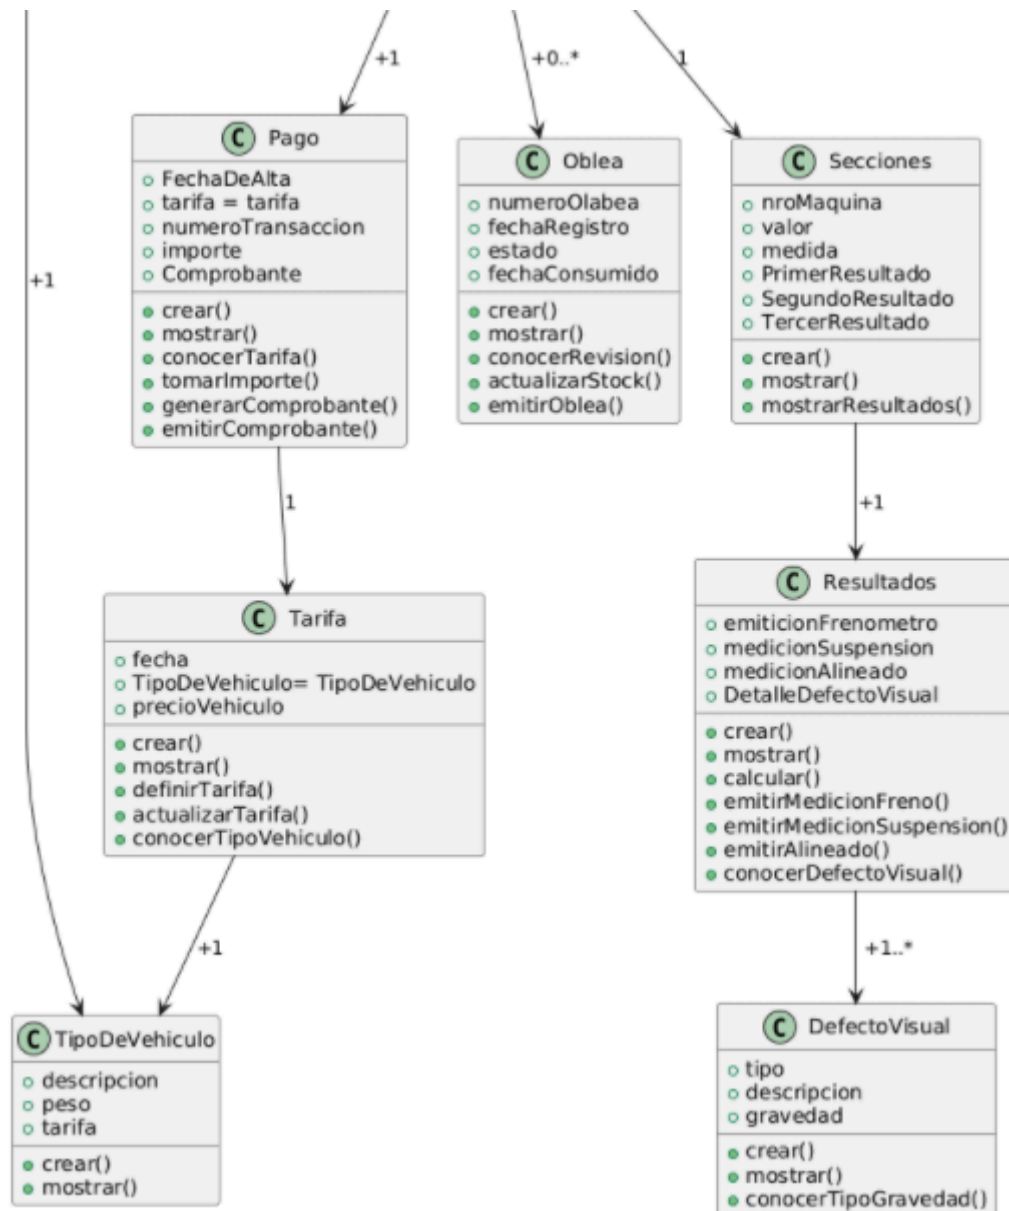 +1
+0..*
1
C Pago
FechaDeAlta
tarifa = tarifa
numeroTransaccion
importe
Comprobante
crear()
mostrar()
conocerTarifa()
tomarImporte()
generarComprobante()
emitirComprobante()
C Oblea
numeroOlabea
fechaRegistro
estado
fechaConsumido
crear()
mostrar()
conocerRevision()
actualizarStock()
emitirOblea()
C Secciones
nroMaquina
valor
medida
PrimerResultado
SegundoResultado
TercerResultado
crear()
mostrar()
mostrarResultados()
+1
1
+1
C Tarifa
fecha
TipoDeVehiculo= TipoDeVehiculo
precioVehiculo
crear()
mostrar()
definirTarifa()
actualizarTarifa()
conocerTipoVehiculo()
C Resultados
emiticionFrenometro
medicionSuspension
medicionAlineado
DetalleDefectoVisual
crear()
mostrar()
calcular()
emitirMedicionFreno()
emitirMedicionSuspension()
emitirAlineado()
conocerDefectoVisual()
+1
+1..*
C TipoDeVehiculo
descripcion
peso
tarifa
crear()
mostrar()
C DefectoVisual
tipo
descripcion
gravedad
crear()
mostrar()
conocerTipoGravedad()